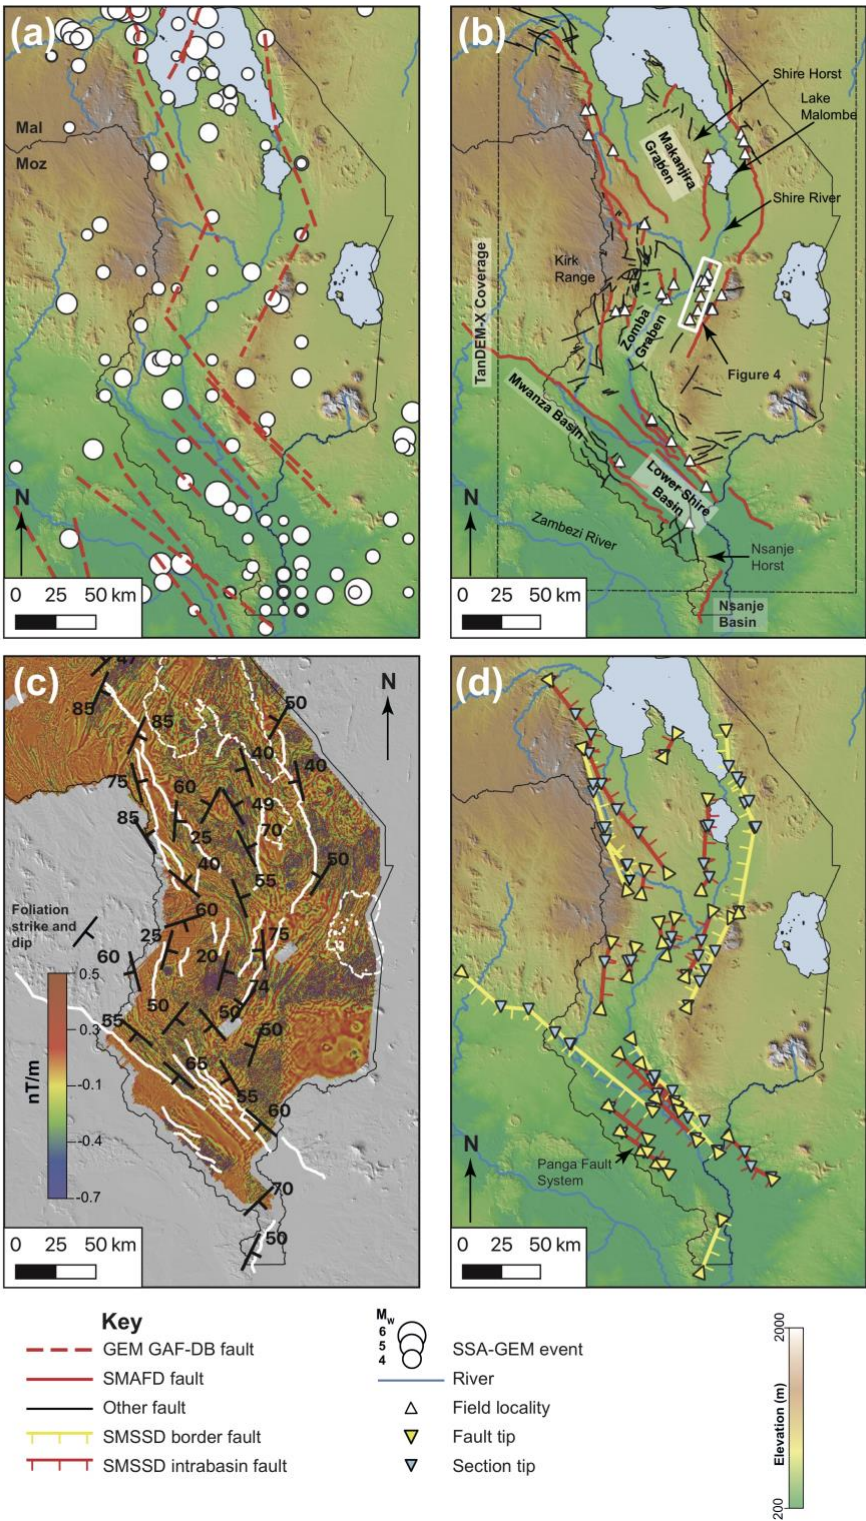 (a)
Mal
Moz
N
0 25 50 km
(b)
Shire Horst
Lake
Malombe
Makanjira
Graben
Shire River
Kirk
Range
TanDEM-X Coverage
Zomba
Graben
Figure 4
Mwanza Basin
Lower Shire
Basin
N
Zambezi River
Nsanje
Horst
Nsanje
Basin
0 25 50 km
(c)
N
47
85
85
50
40
40
75
60
49
25
70
85
40
50
55
60
Foliation
strike and
dip
25
75
60
20
74
0.5
50
50
50
55
0.3
65
nT/m
-0.1
55
60
-0.4
-0.7
70
50
0 25 50 km
(d)
N
Panga Fault
System
0 25 50 km
Key
GEM GAF-DB fault
SMAFD fault
Other fault
SMSSD border fault
SMSSD intrabasin fault
Mw
6
5
4
SSA-GEM event
River
Field locality
Fault tip
Section tip
2000
Elevation (m)
200